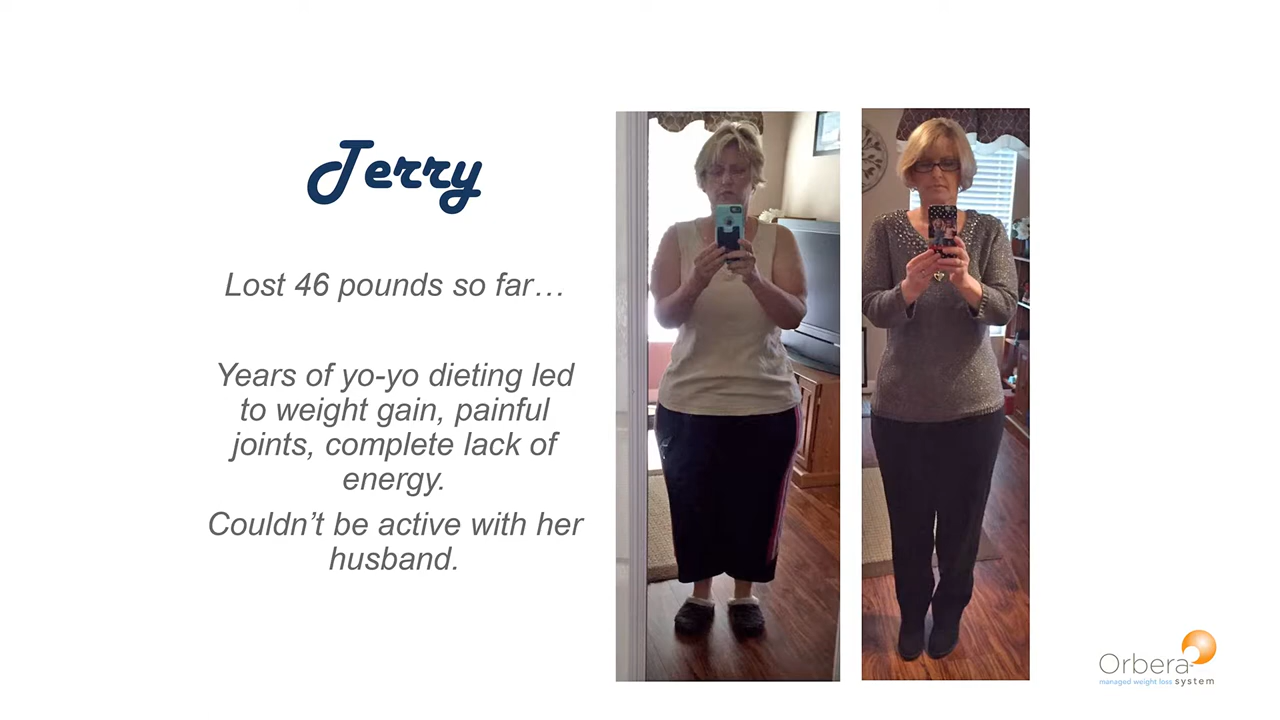 Terry
Lost 46 pounds so far…
Years of yo-yo dieting led
to weight gain, painful
joints, complete lack of
energy.
Couldn’t be active with her
husband.
Orbera
managed weight loss system